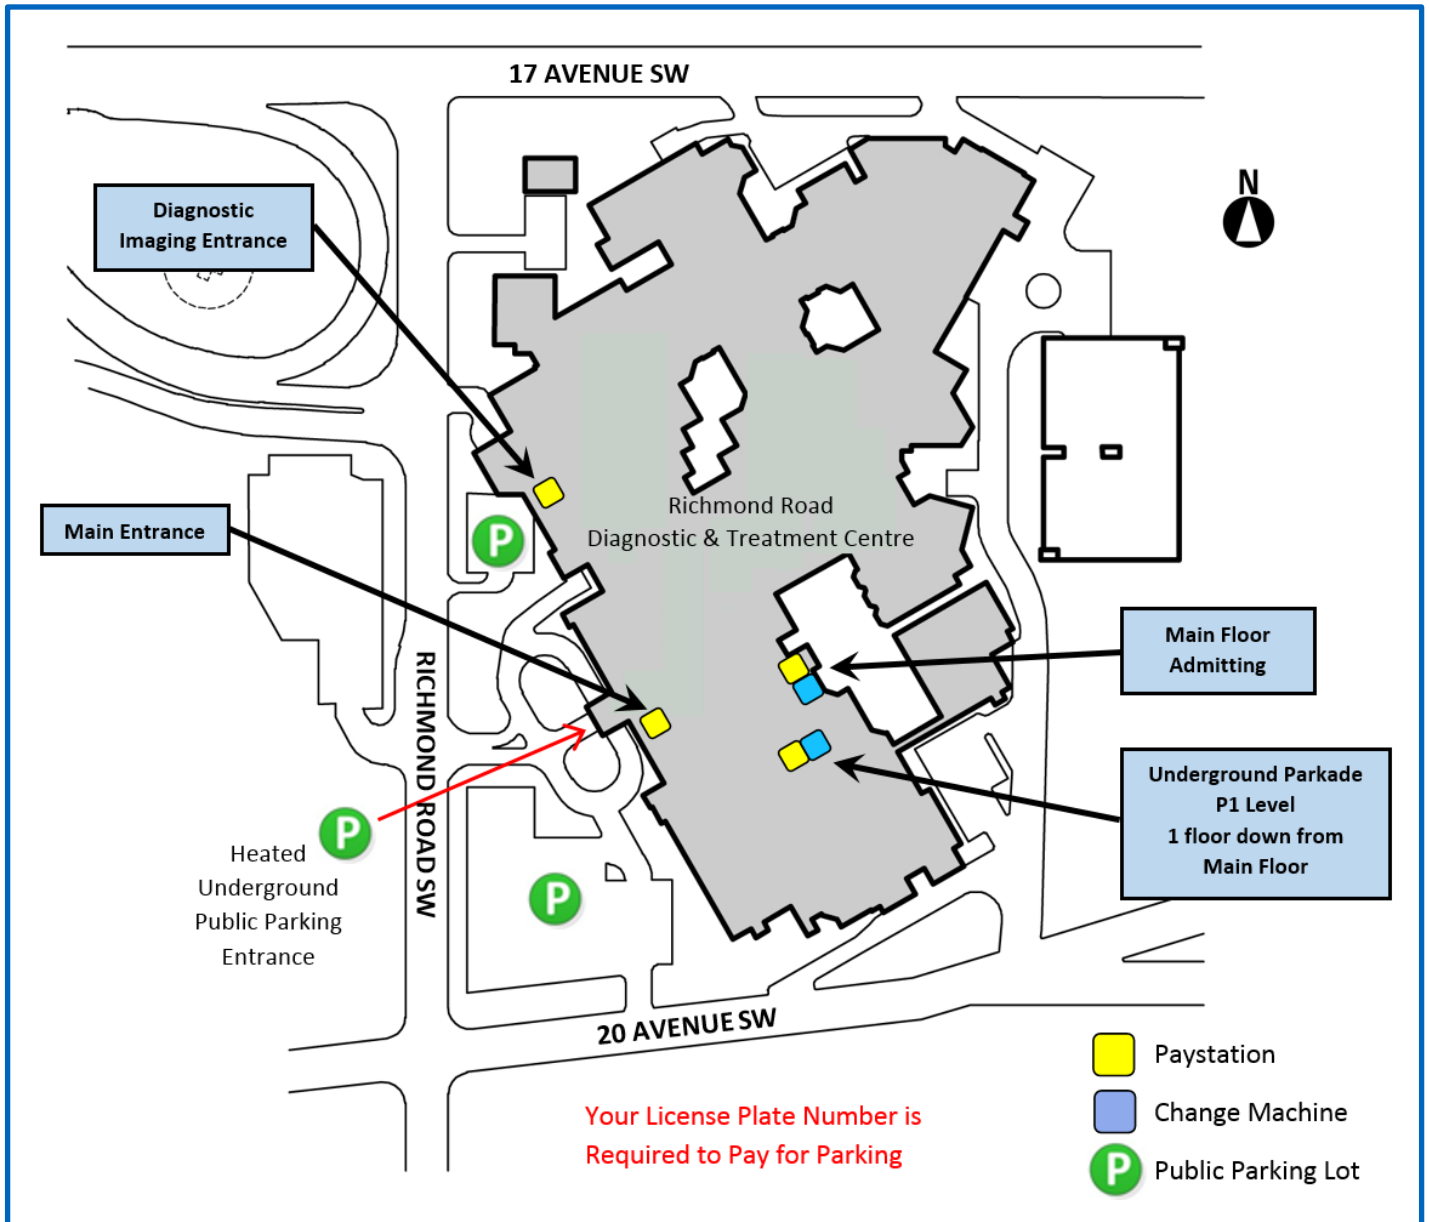 17 AVENUE SW
N
Diagnostic
Imaging Entrance
Main Entrance
Richmond Road
Diagnostic & Treatment Centre
P
Main Floor
Admitting
RICHMOND ROAD SW
Underground Parkade
P1 Level
1 floor down from
Main Floor
P
Heated
Underground
Public Parking
Entrance
P
20 AVENUE SW
Paystation
Change Machine
P Public Parking Lot
Your License Plate Number is
Required to Pay for Parking